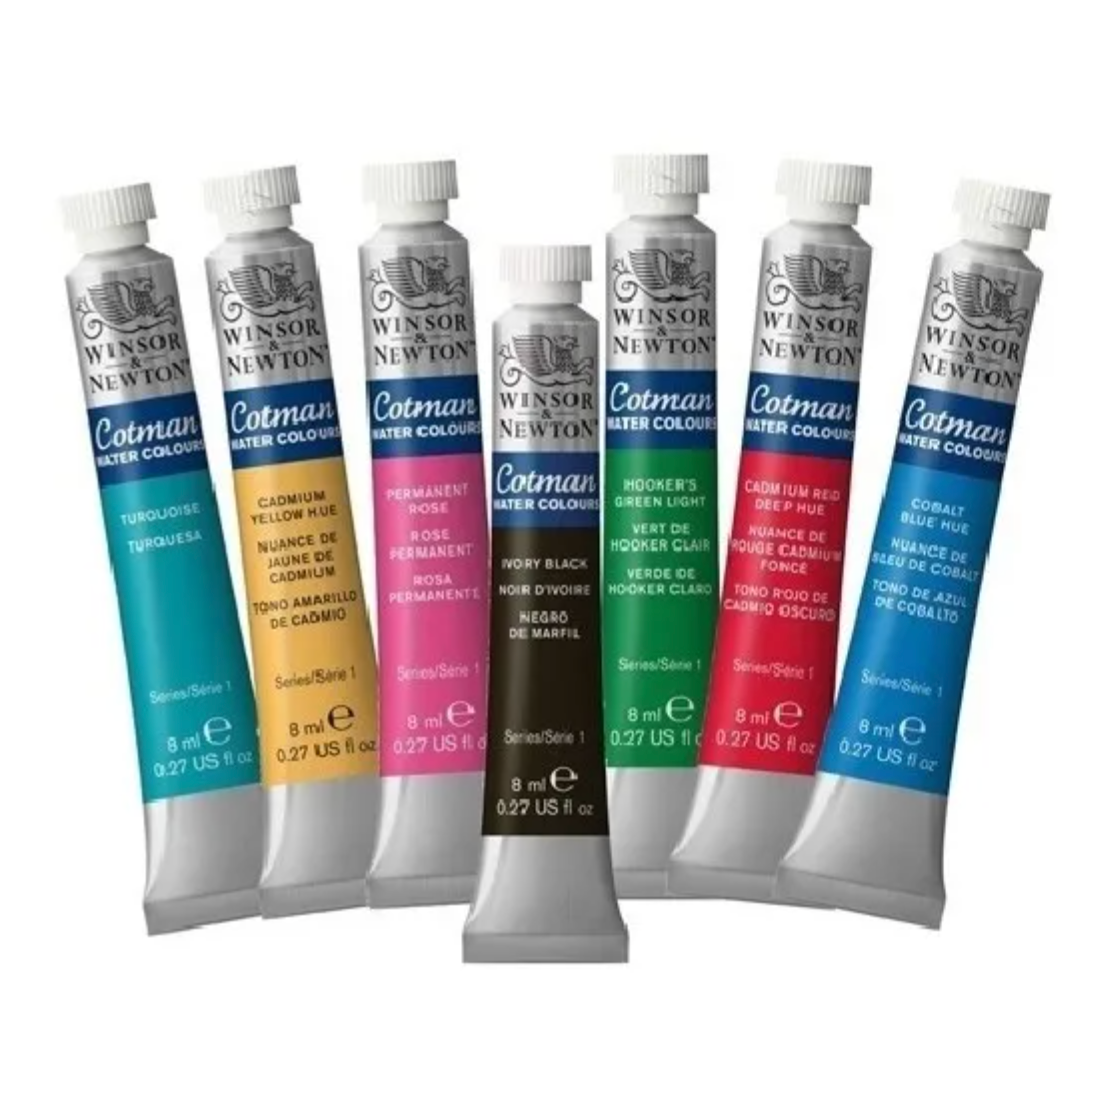 WINSOR
&
NEWTON
Cotman
WATER COLOURS
TURQUOISE
TURQUESA
Series/Série 1
8 ml e
0.27 US fl oz
WINSOR
&
NEWTON
Cotman
WATER COLOURS
CADMIUM
YELLOW HUE
NUANCE DE
JAUNE DE
CADMIUM
TONO AMARILLO
DE CADMIO
Series/Série 1
8 ml e
0.27 US fl oz
WINSOR
&
NEWTON
Cotman
WATER COLOURS
PERMANENT
ROSE
ROSE
PERMANENT
ROSA
PERMANENTE
Series/Série 1
8 ml e
0.27 US fl o
WINSOR
&
NEWTON
Cotman
WATER COLOURS
IVORY BLACK
NOIR D'IVOIRE
NEGRO
DE MARFIL
Series/Série 1
8 ml e
0.27 US fl oz
WINSOR
&
NEWTON
Cotman
WATER COLOURS
HOOKER'S
GREEN LIGHT
VERT DE
HOOKER CLAIR
VERDE DE
HOOKER CLARO
Series/Série 1
8 ml e
0.27 US fl
WINSOR
&
NEWTON
Cotman
WATER COLOURS
CADMIUM RED
DEEP HUE
NUANCE DE
ROUGE CADMIUM
FONCÉ
TONO ROJO DE
CADMIO OSCURO
Series/Série 1
8 ml e
0.27 US fl oz
WINSOR
&
NEWTON
Cotman
WATER COLOURS
COBALT
BLUE HUE
NUANCE DE
BLEU DE COBALT
TONO DE AZUL
DE COBALTO
Series/Série 1
8 ml e
0.27 US fl oz